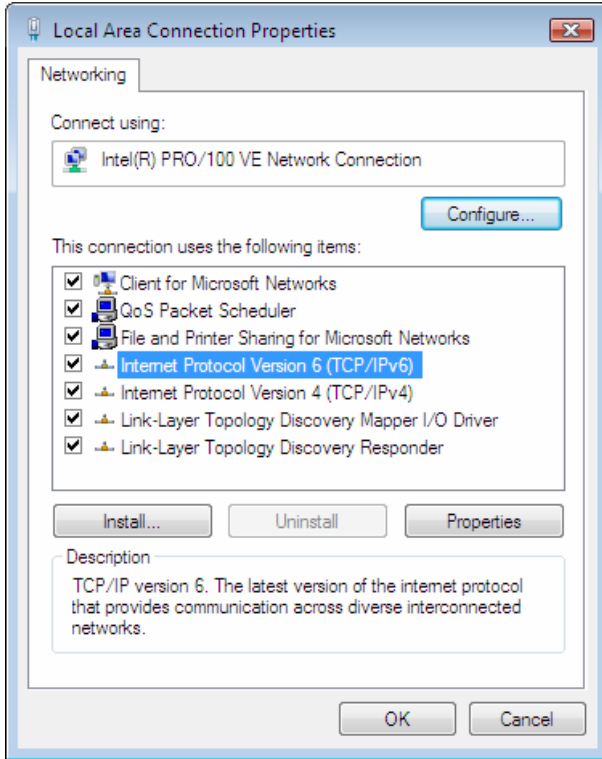 Local Area Connection Properties
Networking
Connect using:
Intel(R) PRO/100 VE Network Connection
Configure...
This connection uses the following items:
Client for Microsoft Networks
QoS Packet Scheduler
File and Printer Sharing for Microsoft Networks
Internet Protocol Version 6 (TCP/IPv6)
Internet Protocol Version 4 (TCP/IPv4)
Link-Layer Topology Discovery Mapper I/O Driver
Link-Layer Topology Discovery Responder
Install... Uninstall Properties
Description
TCP/IP version 6. The latest version of the internet protocol
that provides communication across diverse interconnected
networks.
OK Cancel